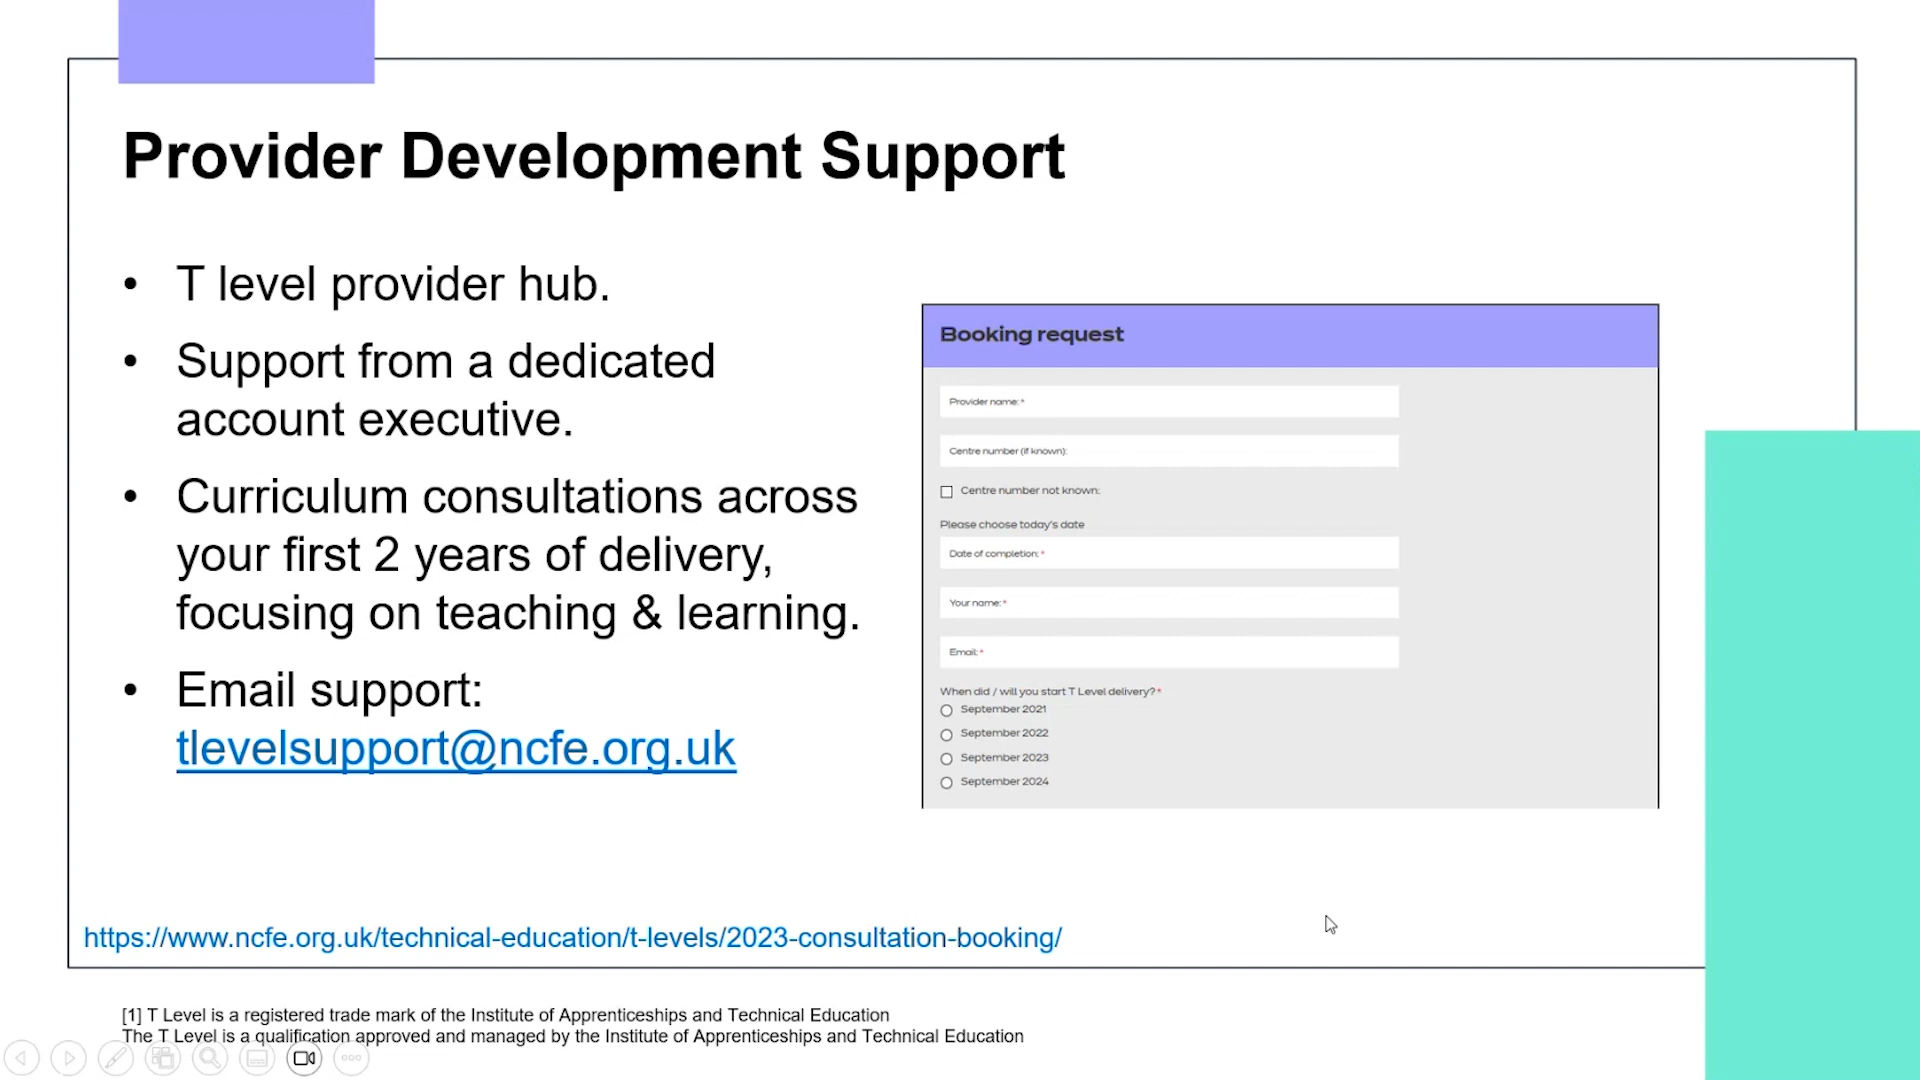 Provider Development Support
• T level provider hub.
• Support from a dedicated
account executive.
• Curriculum consultations across
your first 2 years of delivery,
focusing on teaching & learning.
• Email support:
tlevelsupport@ncfe.org.uk
Booking request
Provider name: *
Centre number (if known):
Centre number not known:
Please choose today's date
Date of completion: *
Your name: *
Email: *
When did / will you start T Level delivery? *
September 2021
September 2022
September 2023
September 2024
https://www.ncfe.org.uk/technical-education/t-levels/2023-consultation-booking/
[1] T Level is a registered trade mark of the Institute of Apprenticeships and Technical Education
The T Level is a qualification approved and managed by the Institute of Apprenticeships and Technical Education